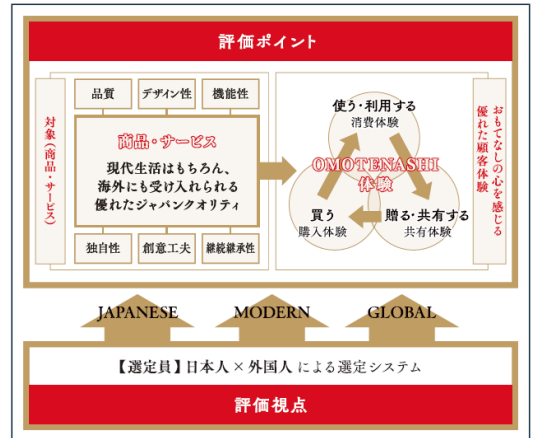 評価ポイント
対象(商品・サービス)
品質
デザイン性
機能性
商品・サービス
現代生活はもちろん、
海外にも受け入れられる
優れたジャパンクオリティ
独自性
創意工夫
継続継承性
使う・利用する
消費体験
OMOTENASHI
体験
買う
購入体験
贈る・共有する
共有体験
おもてなしの心を感じる
優れた顧客体験
JAPANESE
MODERN
GLOBAL
【選定員】日本人×外国人による選定システム
評価視点